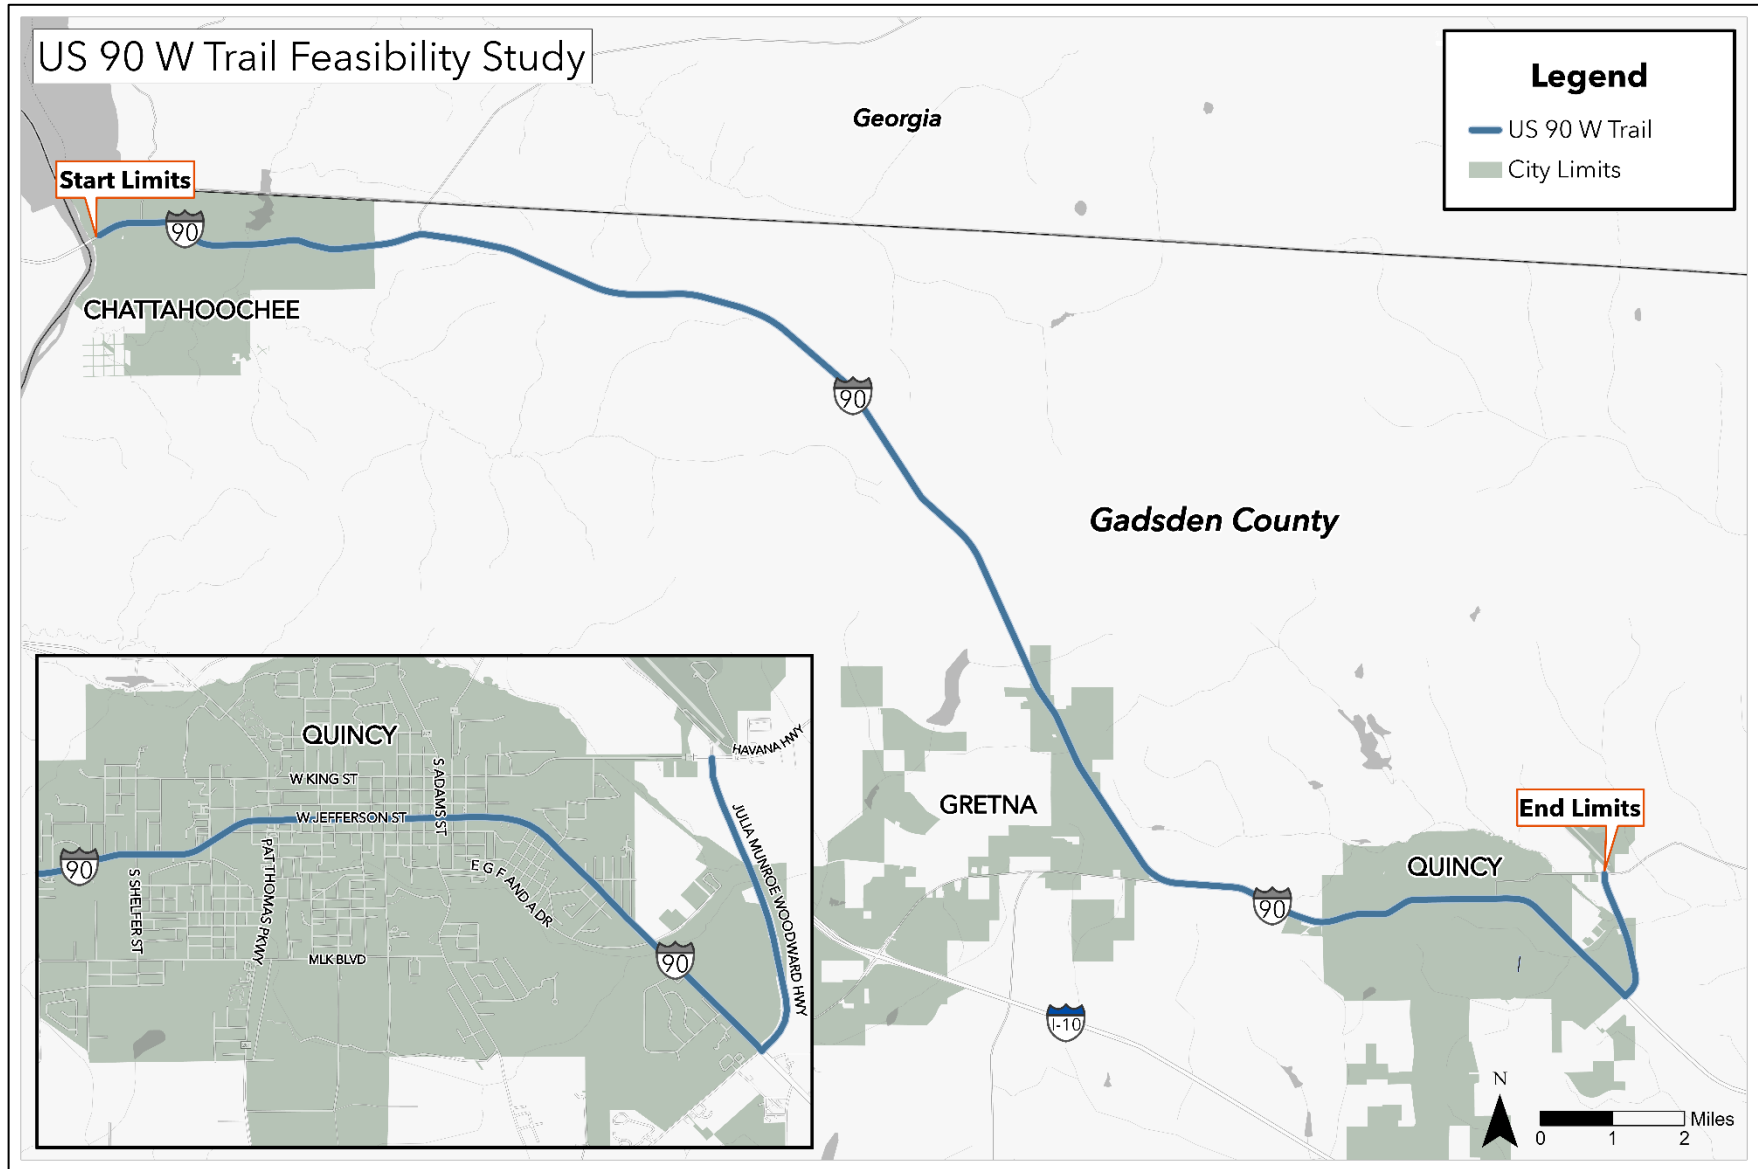 US 90 W Trail Feasibility Study
Legend
US 90 W Trail
City Limits
Georgia
Start Limits
90
CHATTAHOOCHEE
90
Gadsden County
GRETNA
End Limits
QUINCY
90
I-10
N
Miles
0 1 2
QUINCY
HAVANA HWY
W KING ST
S ADAMS ST
W JEFFERSON ST
JULIA MUNROE WOODWARD HWY
PAT THOMAS PKWY
90
S SHELFER ST
E G F AND A DR
MLK BLVD
90